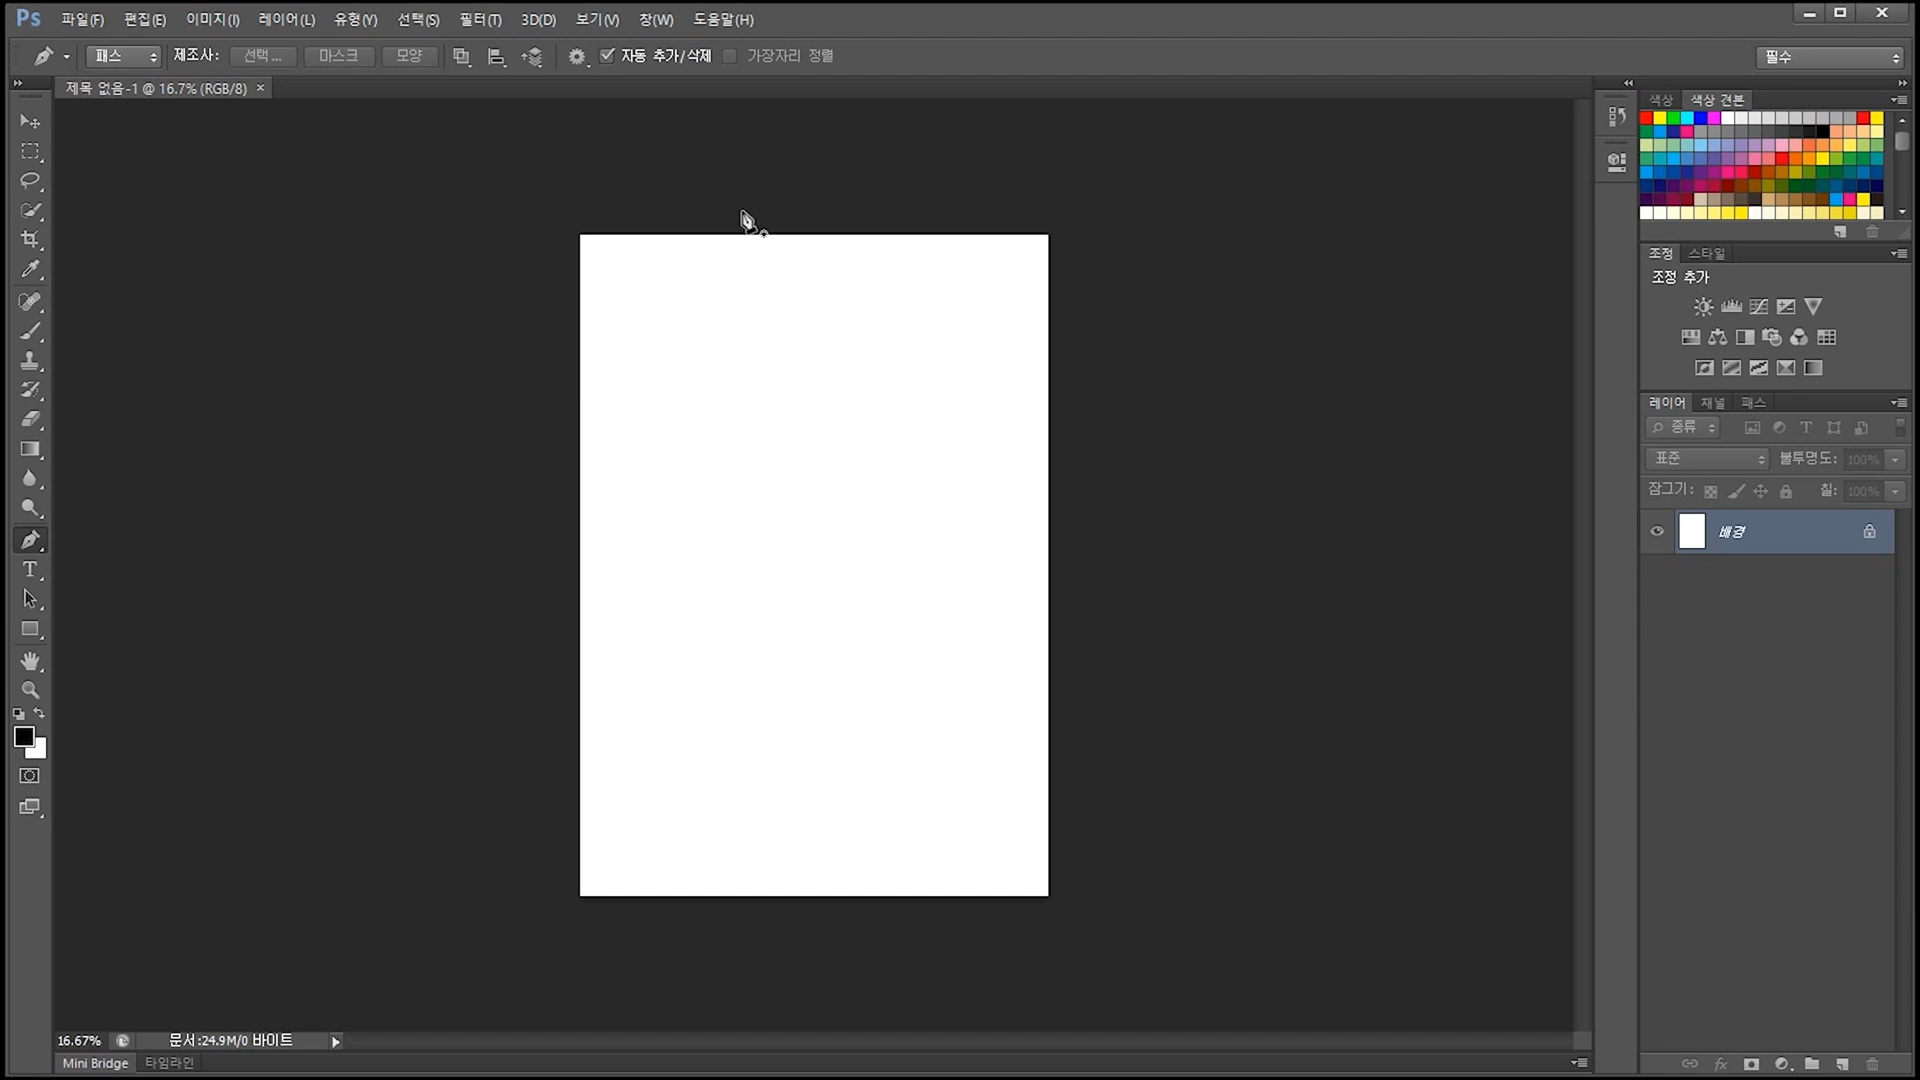 Ps 파일(F) 편집(E) 이미지(I) 레이어(L) 유형(Y) 선택(S) 필터(T) 3D(D) 보기(V) 창(W) 도움말(H)
패스 제조사: 선택... 마스크 모양 자동 추가/삭제 가장자리 정렬 필수
제목 없음-1 @ 16.7% (RGB/8) ×
색상 색상 견본
조정 스타일
조정 추가
레이어 채널 패스
종류 T
표준 불투명도: 100%
잠그기: 칠: 100%
배경
T
16.67% 문서:24.9M/0 바이트
Mini Bridge 타임라인
fx